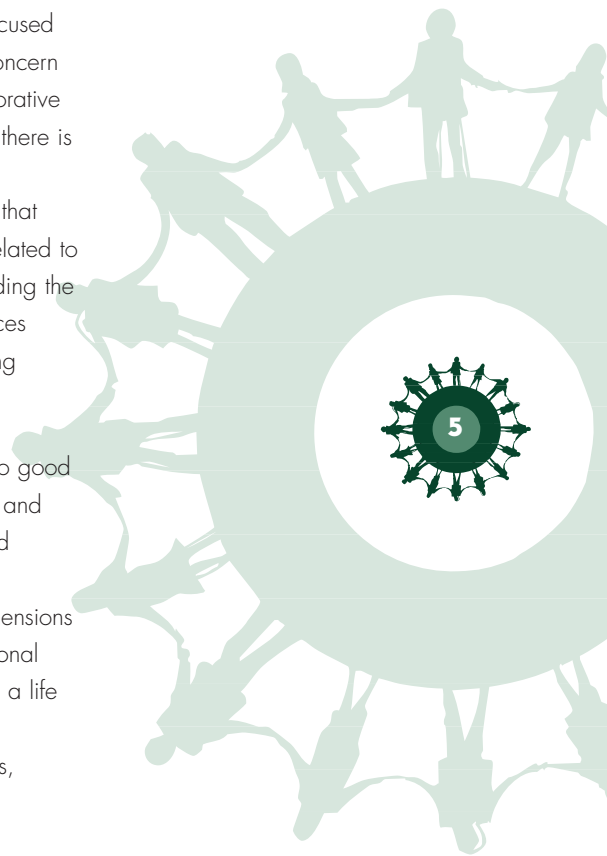 cused
oncern
orative
there is
that
elated to
ding the
ces
ng
5
o good
and
d
ensions
onal
a life
s,